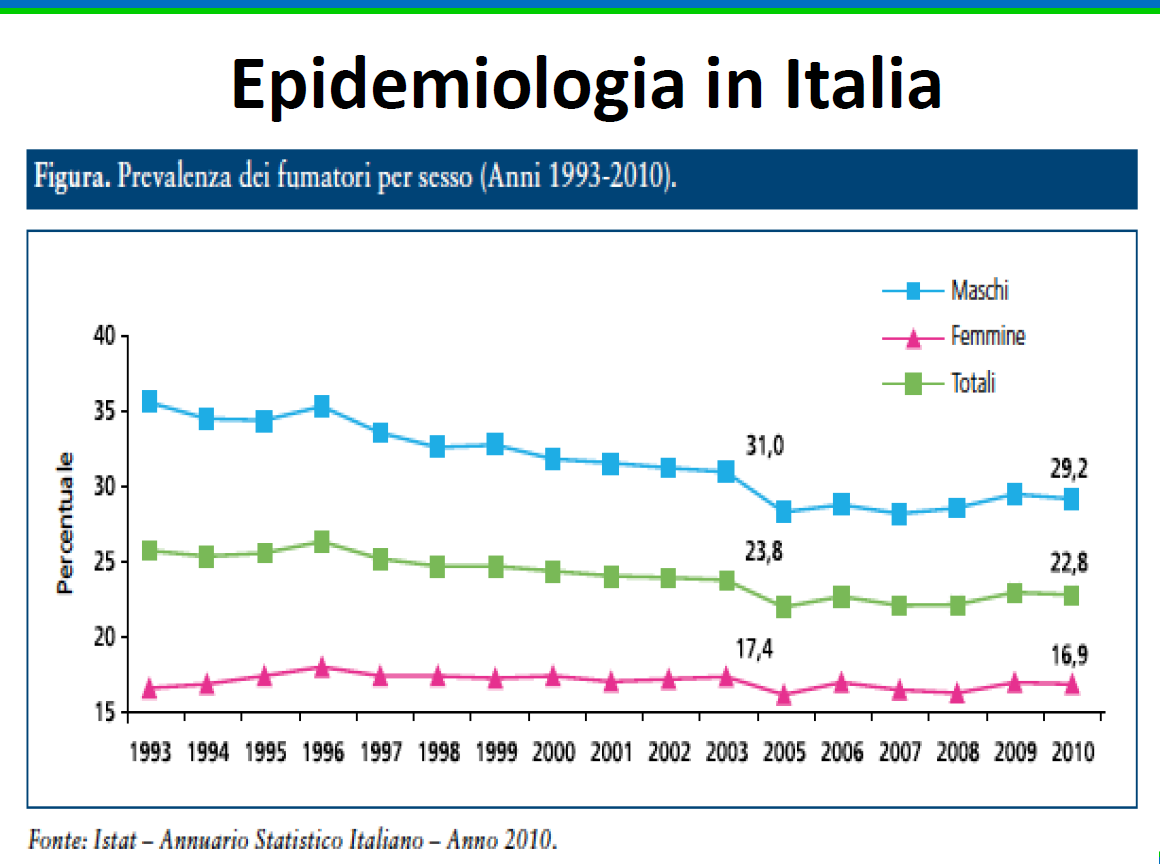 Epidemiologia in Italia
Figura. Prevalenza dei fumatori per sesso (Anni 1993-2010).
Maschi
Femmine
Totali
Percentuale
40
35
30
25
20
15
31,0
29,2
23,8
22,8
17,4
16,9
1993 1994 1995 1996 1997 1998 1999 2000 2001 2002 2003 2005 2006 2007 2008 2009 2010
Fonte: Istat – Annuario Statistico Italiano – Anno 2010.